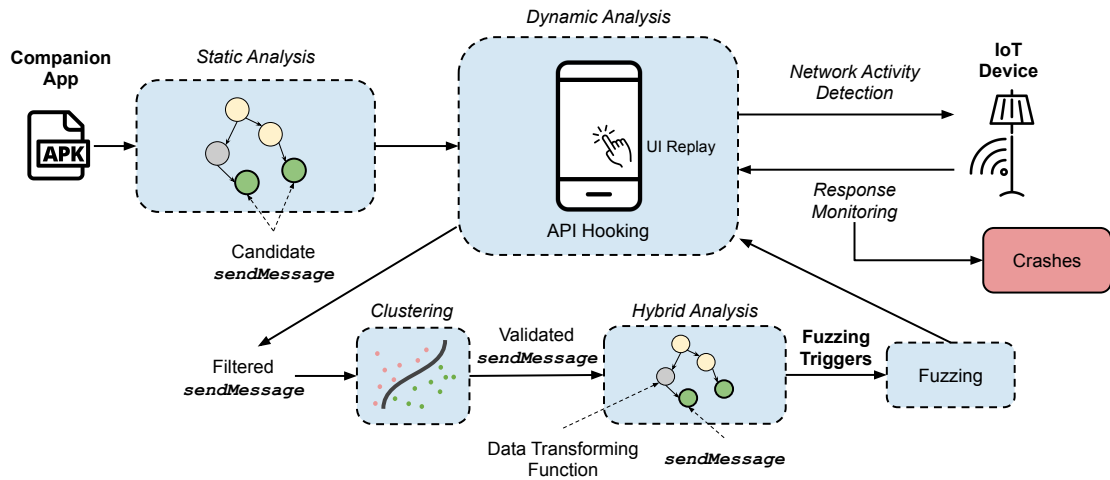 Dynamic Analysis
Companion
App
Static Analysis
Network Activity
Detection
IoT
Device
APK
UI Replay
API Hooking
Response
Monitoring
Candidate
sendMessage
Crashes
Clustering
Validated
sendMessage
Hybrid Analysis
Fuzzing
Triggers
Filtered
sendMessage
Fuzzing
Data Transforming
Function
sendMessage